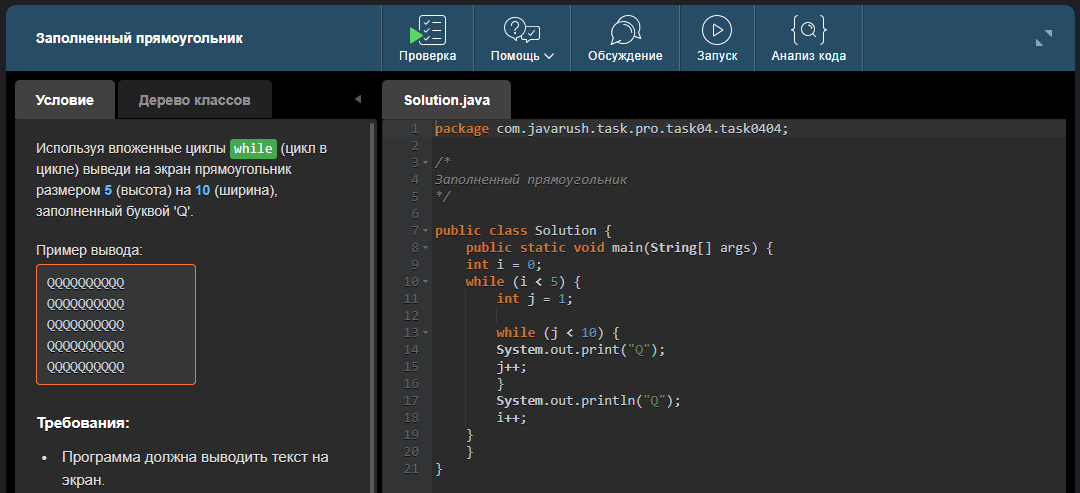 Заполненный прямоугольник
Проверка
Помощь
Обсуждение
Запуск
Анализ кода
Условие
Дерево классов
Используя вложенные циклы while (цикл в
цикле) выведи на экран прямоугольник
размером 5 (высота) на 10 (ширина),
заполненный буквой 'Q'.
Пример вывода:
QQQQQQQQQQ
QQQQQQQQQQ
QQQQQQQQQQ
QQQQQQQQQQ
QQQQQQQQQQ
Требования:
• Программа должна выводить текст на
экран.
Solution.java
1 package com.javarush.task.pro.task04.task0404;
2
3 /*
4 Заполненный прямоугольник
5 */
6
7 public class Solution {
8 public static void main(String[] args) {
9 int i = 0;
10 while (i < 5) {
11 int j = 1;
12
13 while (j < 10) {
14 System.out.print("Q");
15 j++;
16 }
17 System.out.println("Q");
18 i++;
19 }
20 }
21 }